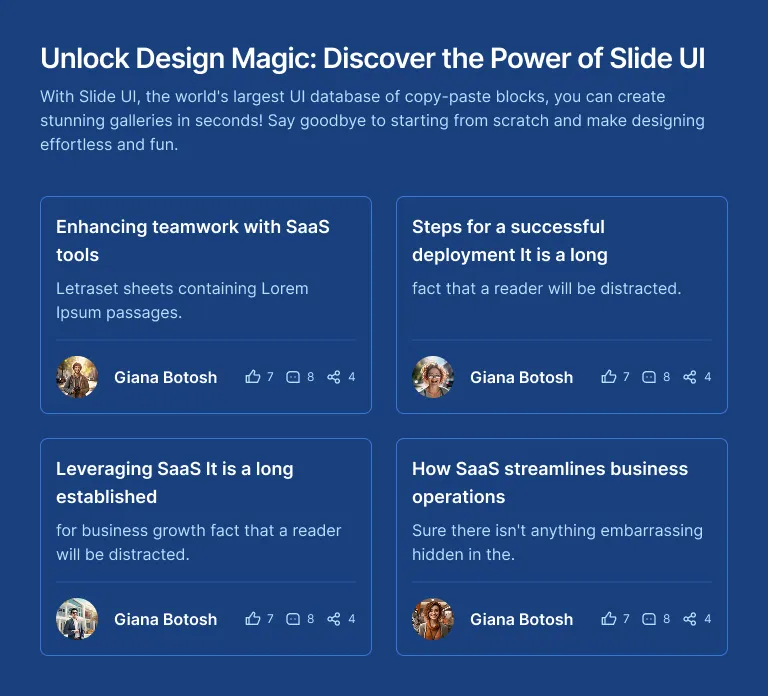 Unlock Design Magic: Discover the Power of Slide UI
With Slide UI, the world's largest UI database of copy-paste blocks, you can create
stunning galleries in seconds! Say goodbye to starting from scratch and make designing
effortless and fun.
Enhancing teamwork with SaaS
tools
Letraset sheets containing Lorem
Ipsum passages.
Giana Botosh 7 8 4
Steps for a successful
deployment It is a long
fact that a reader will be distracted.
Giana Botosh 7 8 4
Leveraging SaaS It is a long
established
for business growth fact that a reader
will be distracted.
Giana Botosh 7 8 4
How SaaS streamlines business
operations
Sure there isn't anything embarrassing
hidden in the.
Giana Botosh 7 8 4